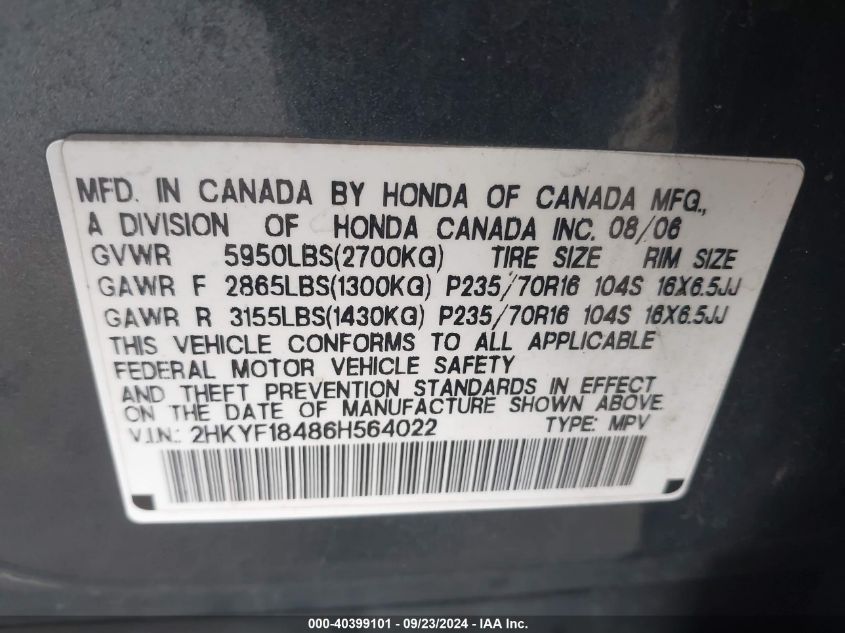 MFD. IN CANADA BY HONDA OF CANADA MFG.,
A DIVISION OF HONDA CANADA INC. 08/06
GVWR 5950LBS(2700KG) TIRE SIZE RIM SIZE
GAWR F 2865LBS(1300KG) P235/70R16 104S 16X6.5JJ
GAWR R 3155LBS(1430KG) P235/70R16 104S 16X6.5JJ
THIS VEHICLE CONFORMS TO ALL APPLICABLE
FEDERAL MOTOR VEHICLE SAFETY
AND THEFT PREVENTION STANDARDS IN EFFECT
ON THE DATE OF MANUFACTURE SHOWN ABOVE.
V.I.N.: 2HKYF18486H564022 TYPE: MPV
000-40399101 - 09/23/2024 - IAA Inc.